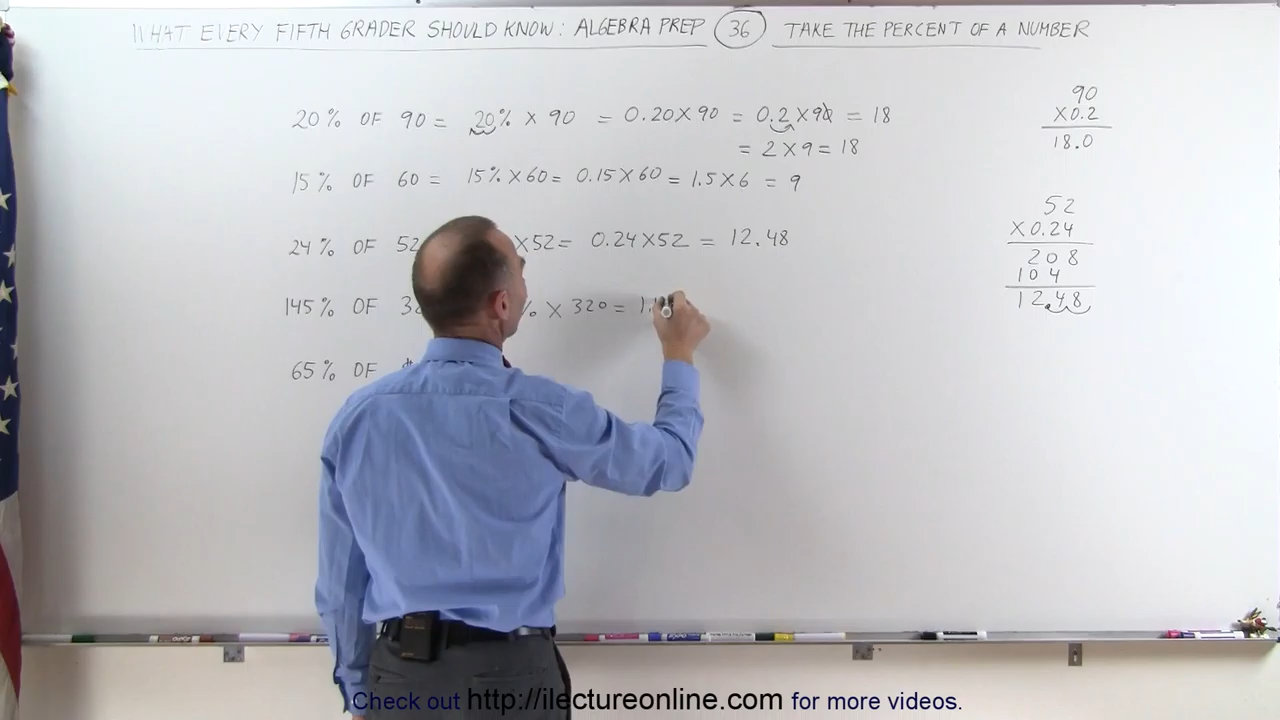 WHAT EVERY FIFTH GRADER SHOULD KNOW: ALGEBRA PREP 36 TAKE THE PERCENT OF A NUMBER
20% OF 90 = 20% X 90 = 0.20 X 90 = 0.2 X 90 = 18
= 2 X 9 = 18
15% OF 60 = 15% X 60 = 0.15 X 60 = 1.5 X 6 = 9
24% OF 52 X 52 = 0.24 X 52 = 12.48
145% OF % X 320 =
65% OF
90
X0.2
18.0
52
X 0.24
208
104
12.48
Check out http://ilectureonline.com for more videos.